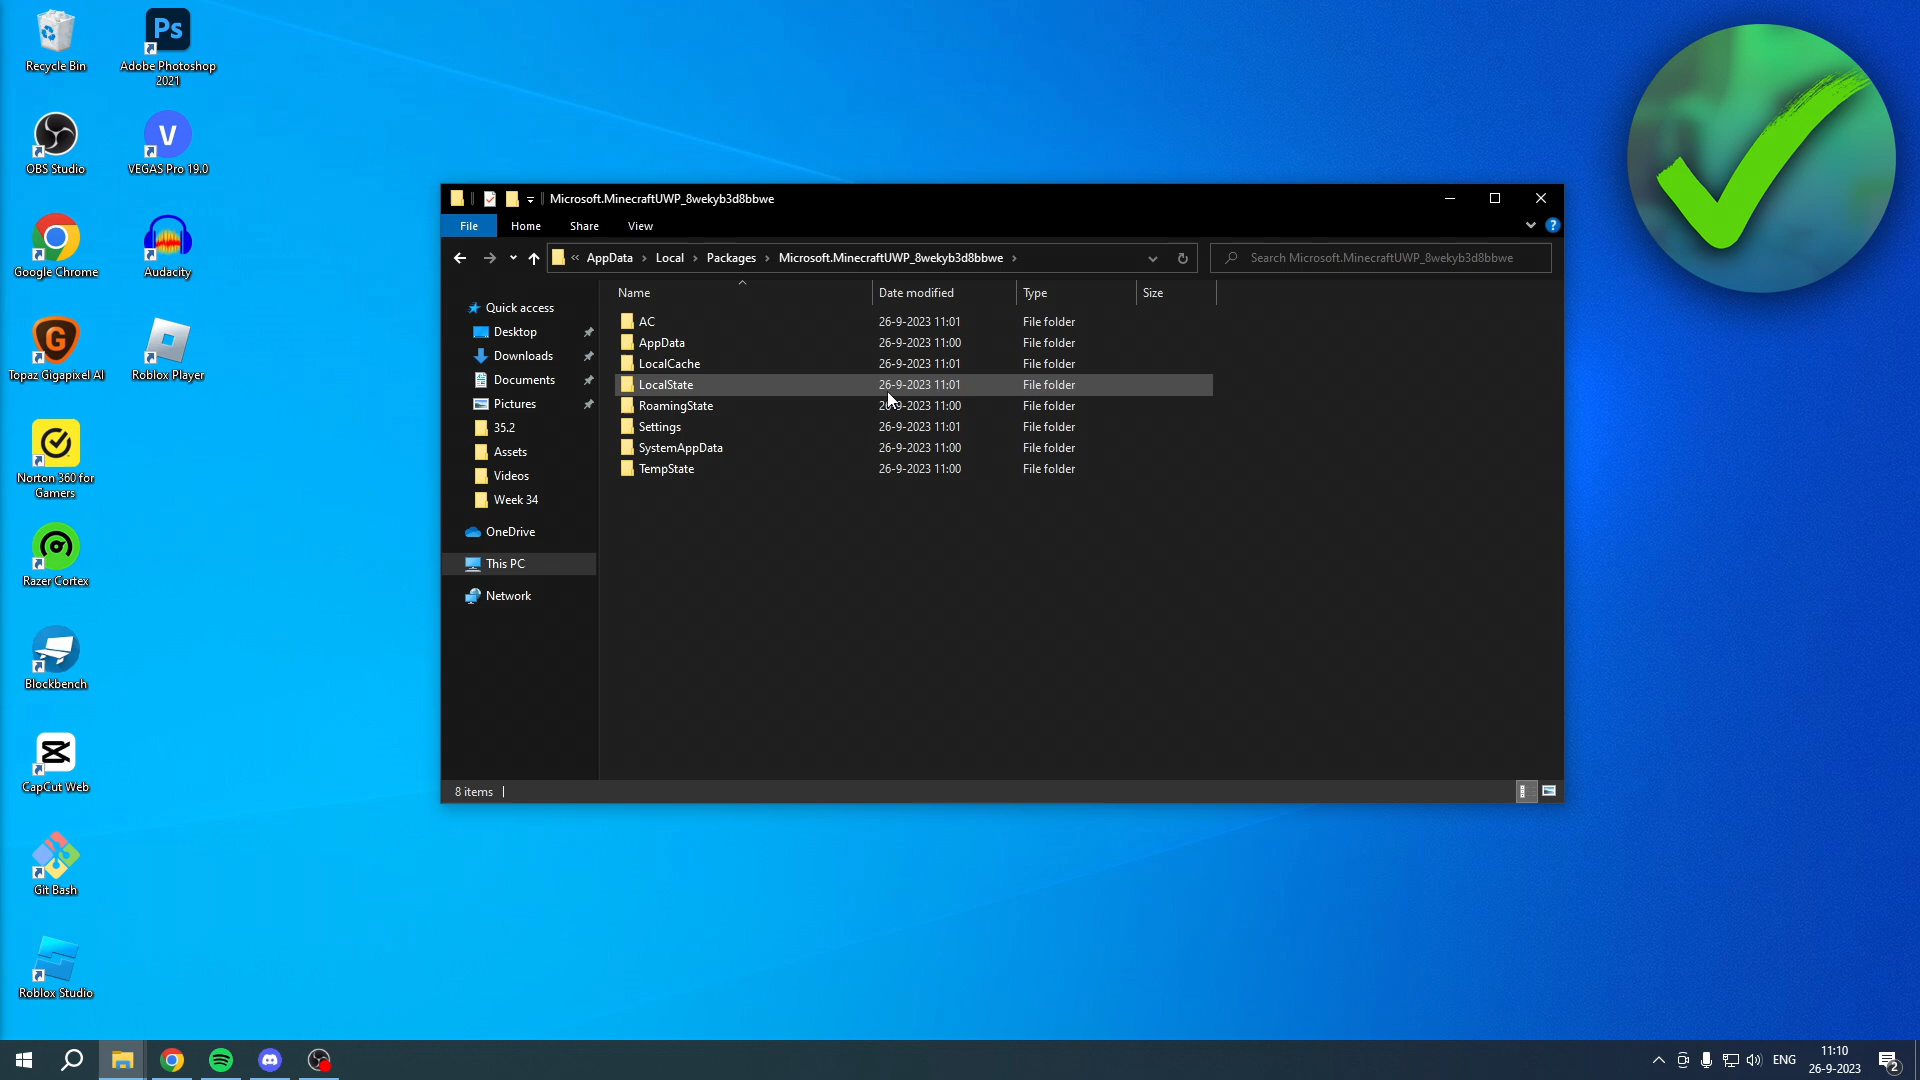 Recycle Bin
Adobe Photoshop
2021
OBS Studio
VEGAS Pro 19.0
Google Chrome
Audacity
Topaz Gigapixel AI
Roblox Player
Norton 360 for
Gamers
Razer Cortex
Blockbench
CapCut Web
Git Bash
Roblox Studio
Ps
V
G
Microsoft.MinecraftUWP_8wekyb3d8bbwe
File Home Share View
?
« AppData › Local › Packages › Microsoft.MinecraftUWP_8wekyb3d8bbwe ›
Search Microsoft.MinecraftUWP_8wekyb3d8bbwe
Quick access
Desktop
Downloads
Documents
Pictures
35.2
Assets
Videos
Week 34
OneDrive
This PC
Network
Name Date modified Type Size
AC 26-9-2023 11:01 File folder
AppData 26-9-2023 11:00 File folder
LocalCache 26-9-2023 11:01 File folder
LocalState 26-9-2023 11:01 File folder
RoamingState 26-9-2023 11:00 File folder
Settings 26-9-2023 11:01 File folder
SystemAppData 26-9-2023 11:00 File folder
TempState 26-9-2023 11:00 File folder
8 items
ENG
11:10
26-9-2023
2